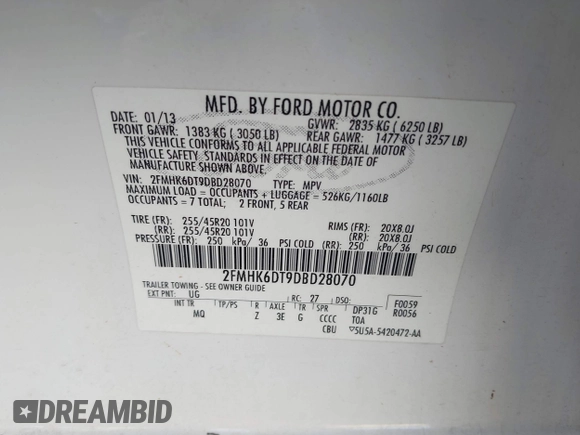 MFD. BY FORD MOTOR CO.
DATE: 01/13 GVWR: 2835 KG ( 6250 LB)
FRONT GAWR: 1383 KG ( 3050 LB) REAR GAWR: 1477 KG ( 3257 LB)
THIS VEHICLE CONFORMS TO ALL APPLICABLE FEDERAL MOTOR
VEHICLE SAFETY STANDARDS IN EFFECT ON THE DATE OF
MANUFACTURE SHOWN ABOVE.
VIN: 2FMHK6DT9DBD28070 TYPE: MPV
MAXIMUM LOAD = OCCUPANTS + LUGGAGE = 526KG/1160LB
OCCUPANTS = 7 TOTAL; 2 FRONT, 5 REAR
TIRE (FR): 255/45R20 101V RIMS (FR): 20X8.0J
(RR): 255/45R20 101V (RR): 20X8.0J
PRESSURE (FR): 250 kPa/ 36 PSI COLD (RR): 250 kPa/ 36 PSI COLD
2FMHK6DT9DBD28070
TRAILER TOWING - SEE OWNER GUIDE
EXT PNT: UG RC: 27 DSO: F0059
INT TR TP/PS R AXLE TR SPR DP31G R0056
MQ Z 3E G CCCC TOA
CBU 5U5A-5420472-AA
DREAMBID